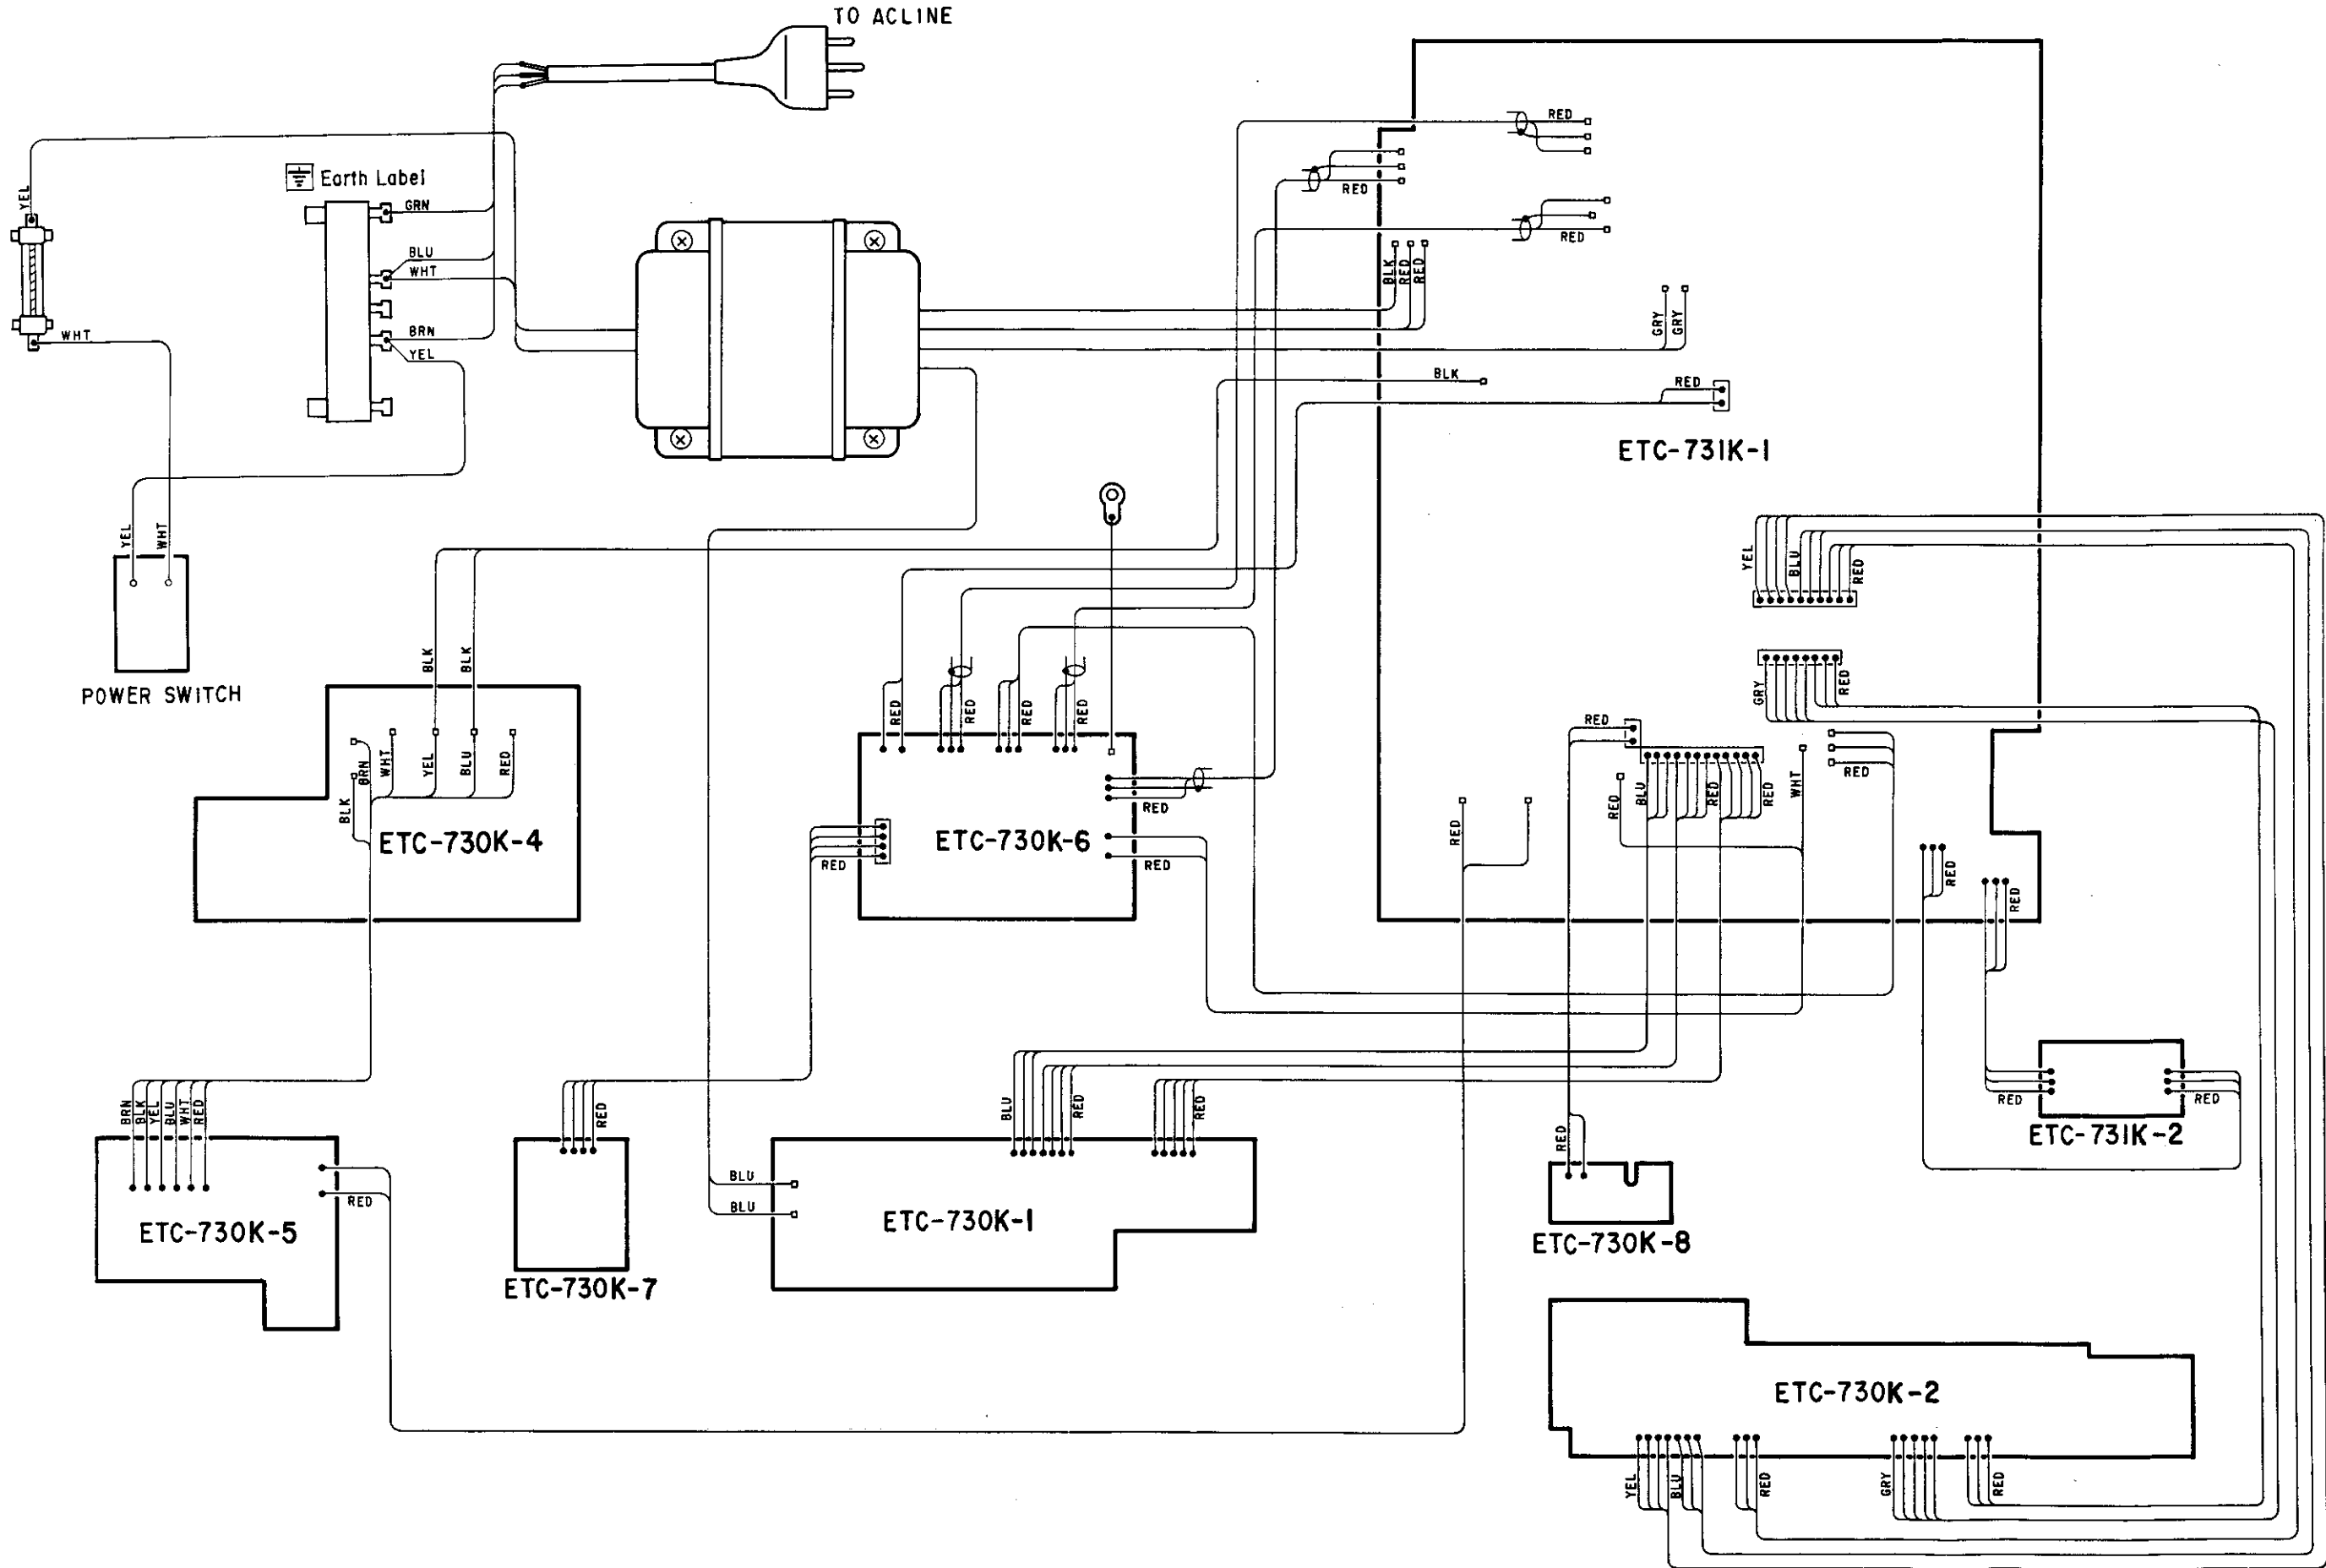 TO ACLINE
RED
YEL
Earth Label
GRN
RED
RED
BLU
WHT
BLK
RED
RED
GRY
GRY
WHT
BRN
YEL
BLK
RED
ETC-731K-1
YEL
WHT
YEL
BLU
RED
POWER SWITCH
BLK
BLK
RED
RED
RED
RED
GRY
RED
RED
BRN
WHT
YEL
BLU
RED
BLK
RED
RED
BLU
RED
RED
WHT
RED
ETC-730K-4
ETC-730K-6
RED
RED
RED
RED
RED
BRN
BLK
YEL
BLU
WHT
RED
RED
BLU
RED
RED
RED
RED
RED
ETC-731K-2
BLU
BLU
RED
ETC-730K-5
ETC-730K-7
ETC-730K-1
ETC-730K-8
ETC-730K-2
YEL
BLU
RED
GRY
RED